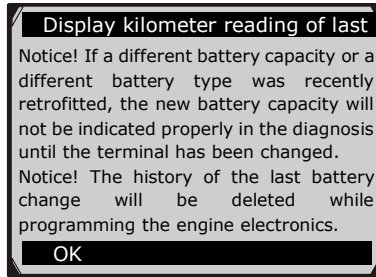 Display kilometer reading of last
Notice! If a different battery capacity or a
different battery type was recently
retrofitted, the new battery capacity will
not be indicated properly in the diagnosis
until the terminal has been changed.
Notice! The history of the last battery
change will be deleted while
programming the engine electronics.
OK